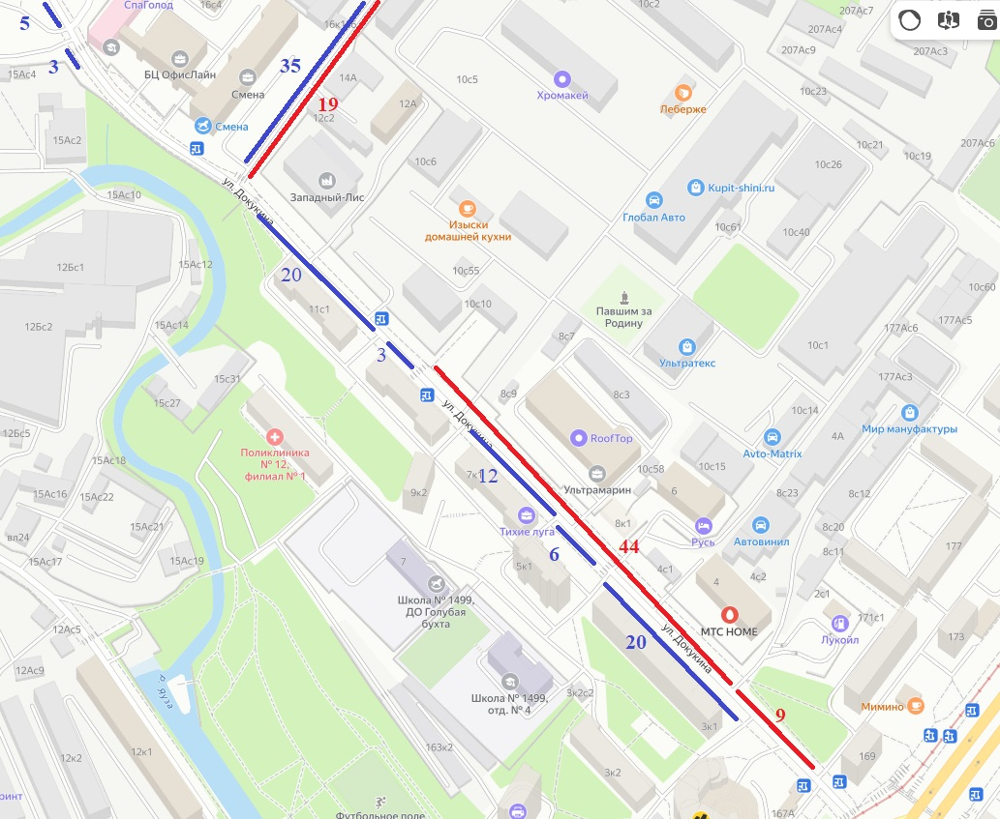 СпаГолод
16с4
10с2
207Ас7
5
16к1
207Ас4
207Ас9
207Ас3
3
15Ас4
БЦ ОфисЛайн
35
14А
10с5
Хромакей
Леберже
10с23
Смена
19
12А
12с2
Смена
15Ас2
10с21
10с19
207Ас6
10с6
10с26
Западный-Лис
ул. Докукина
15Ас10
Kupit-shini.ru
Изыски
домашней кухни
Глобал Авто
10с61
10с40
12Бс1
15Ас12
20
10с55
10с60
11с1
10с10
Павшим за
Родину
177Ас5
12Бс2
15Ас14
177Ас6
8с7
10с1
3
Ультратекс
15с31
177Ас3
15с27
8с9
8с3
10с14
ул. Докукина
Мир мануфактуры
12Бс5
RoofTop
4А
Поликлиника
№ 12,
филиал № 1
Avto-Matrix
15Ас18
12
10с58
10с15
9к2
Ультрамарин
6
8с23
8с12
15Ас16
15Ас22
15Ас21
Тихие луга
8к1
Русь
Автовинил
8с20
вл24
6
44
8с11
177
15Ас17
15Ас19
7
5к1
4с1
4
4с2
2с1
Школа № 1499,
ДО Голубая
бухта
МТС HOME
171с1
12Ас5
20
ул. Докукина
Лукойл
173
12Ас9
р. Яуза
Школа № 1499,
отд. № 4
3к2с2
3к1
9
Мимино
12к2
12к1
163к2
169
3к2
167А
Футбольное поле